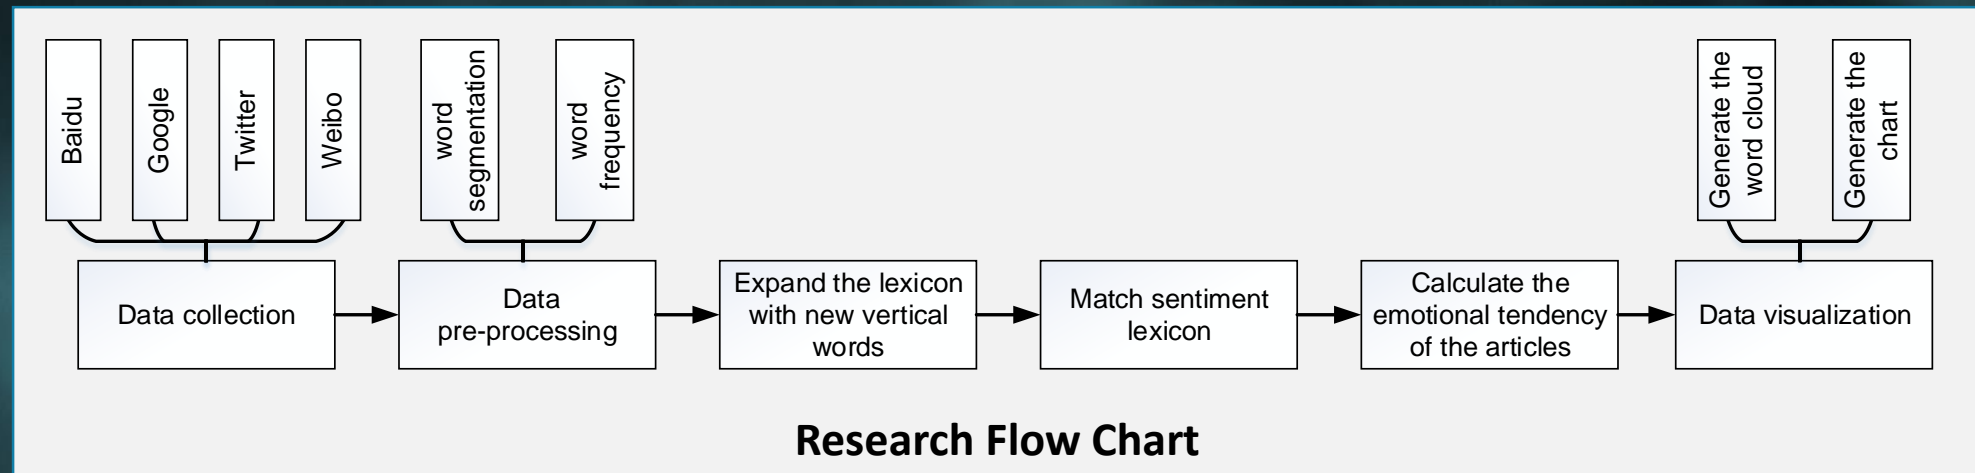 Baidu
Google
Twitter
Weibo
word
segmentation
word
frequency
Generate the
word cloud
Generate the
chart
Data collection
Data
pre-processing
Expand the lexicon
with new vertical
words
Match sentiment
lexicon
Calculate the
emotional tendency
of the articles
Data visualization
Research Flow Chart